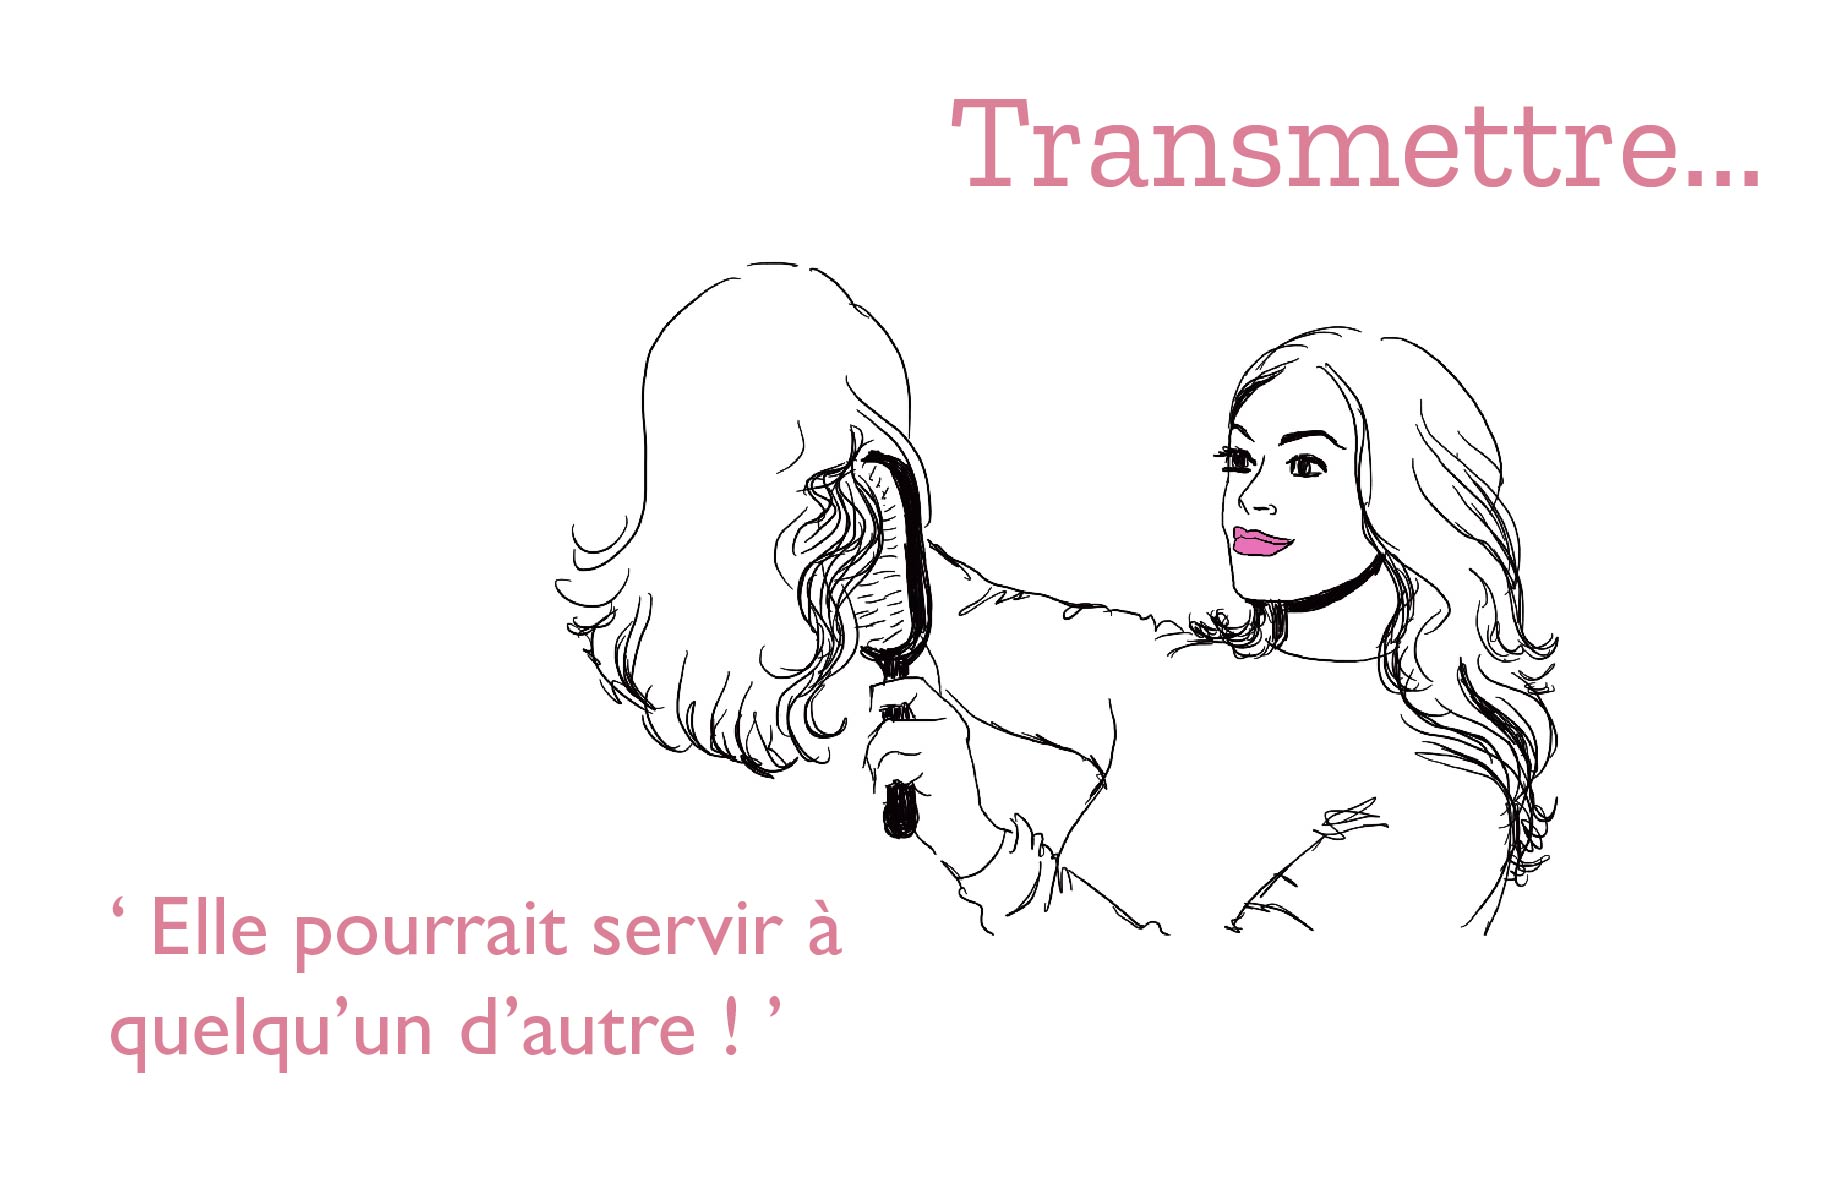 Transmettre...
‘ Elle pourrait servir à
quelqu’un d’autre ! ’